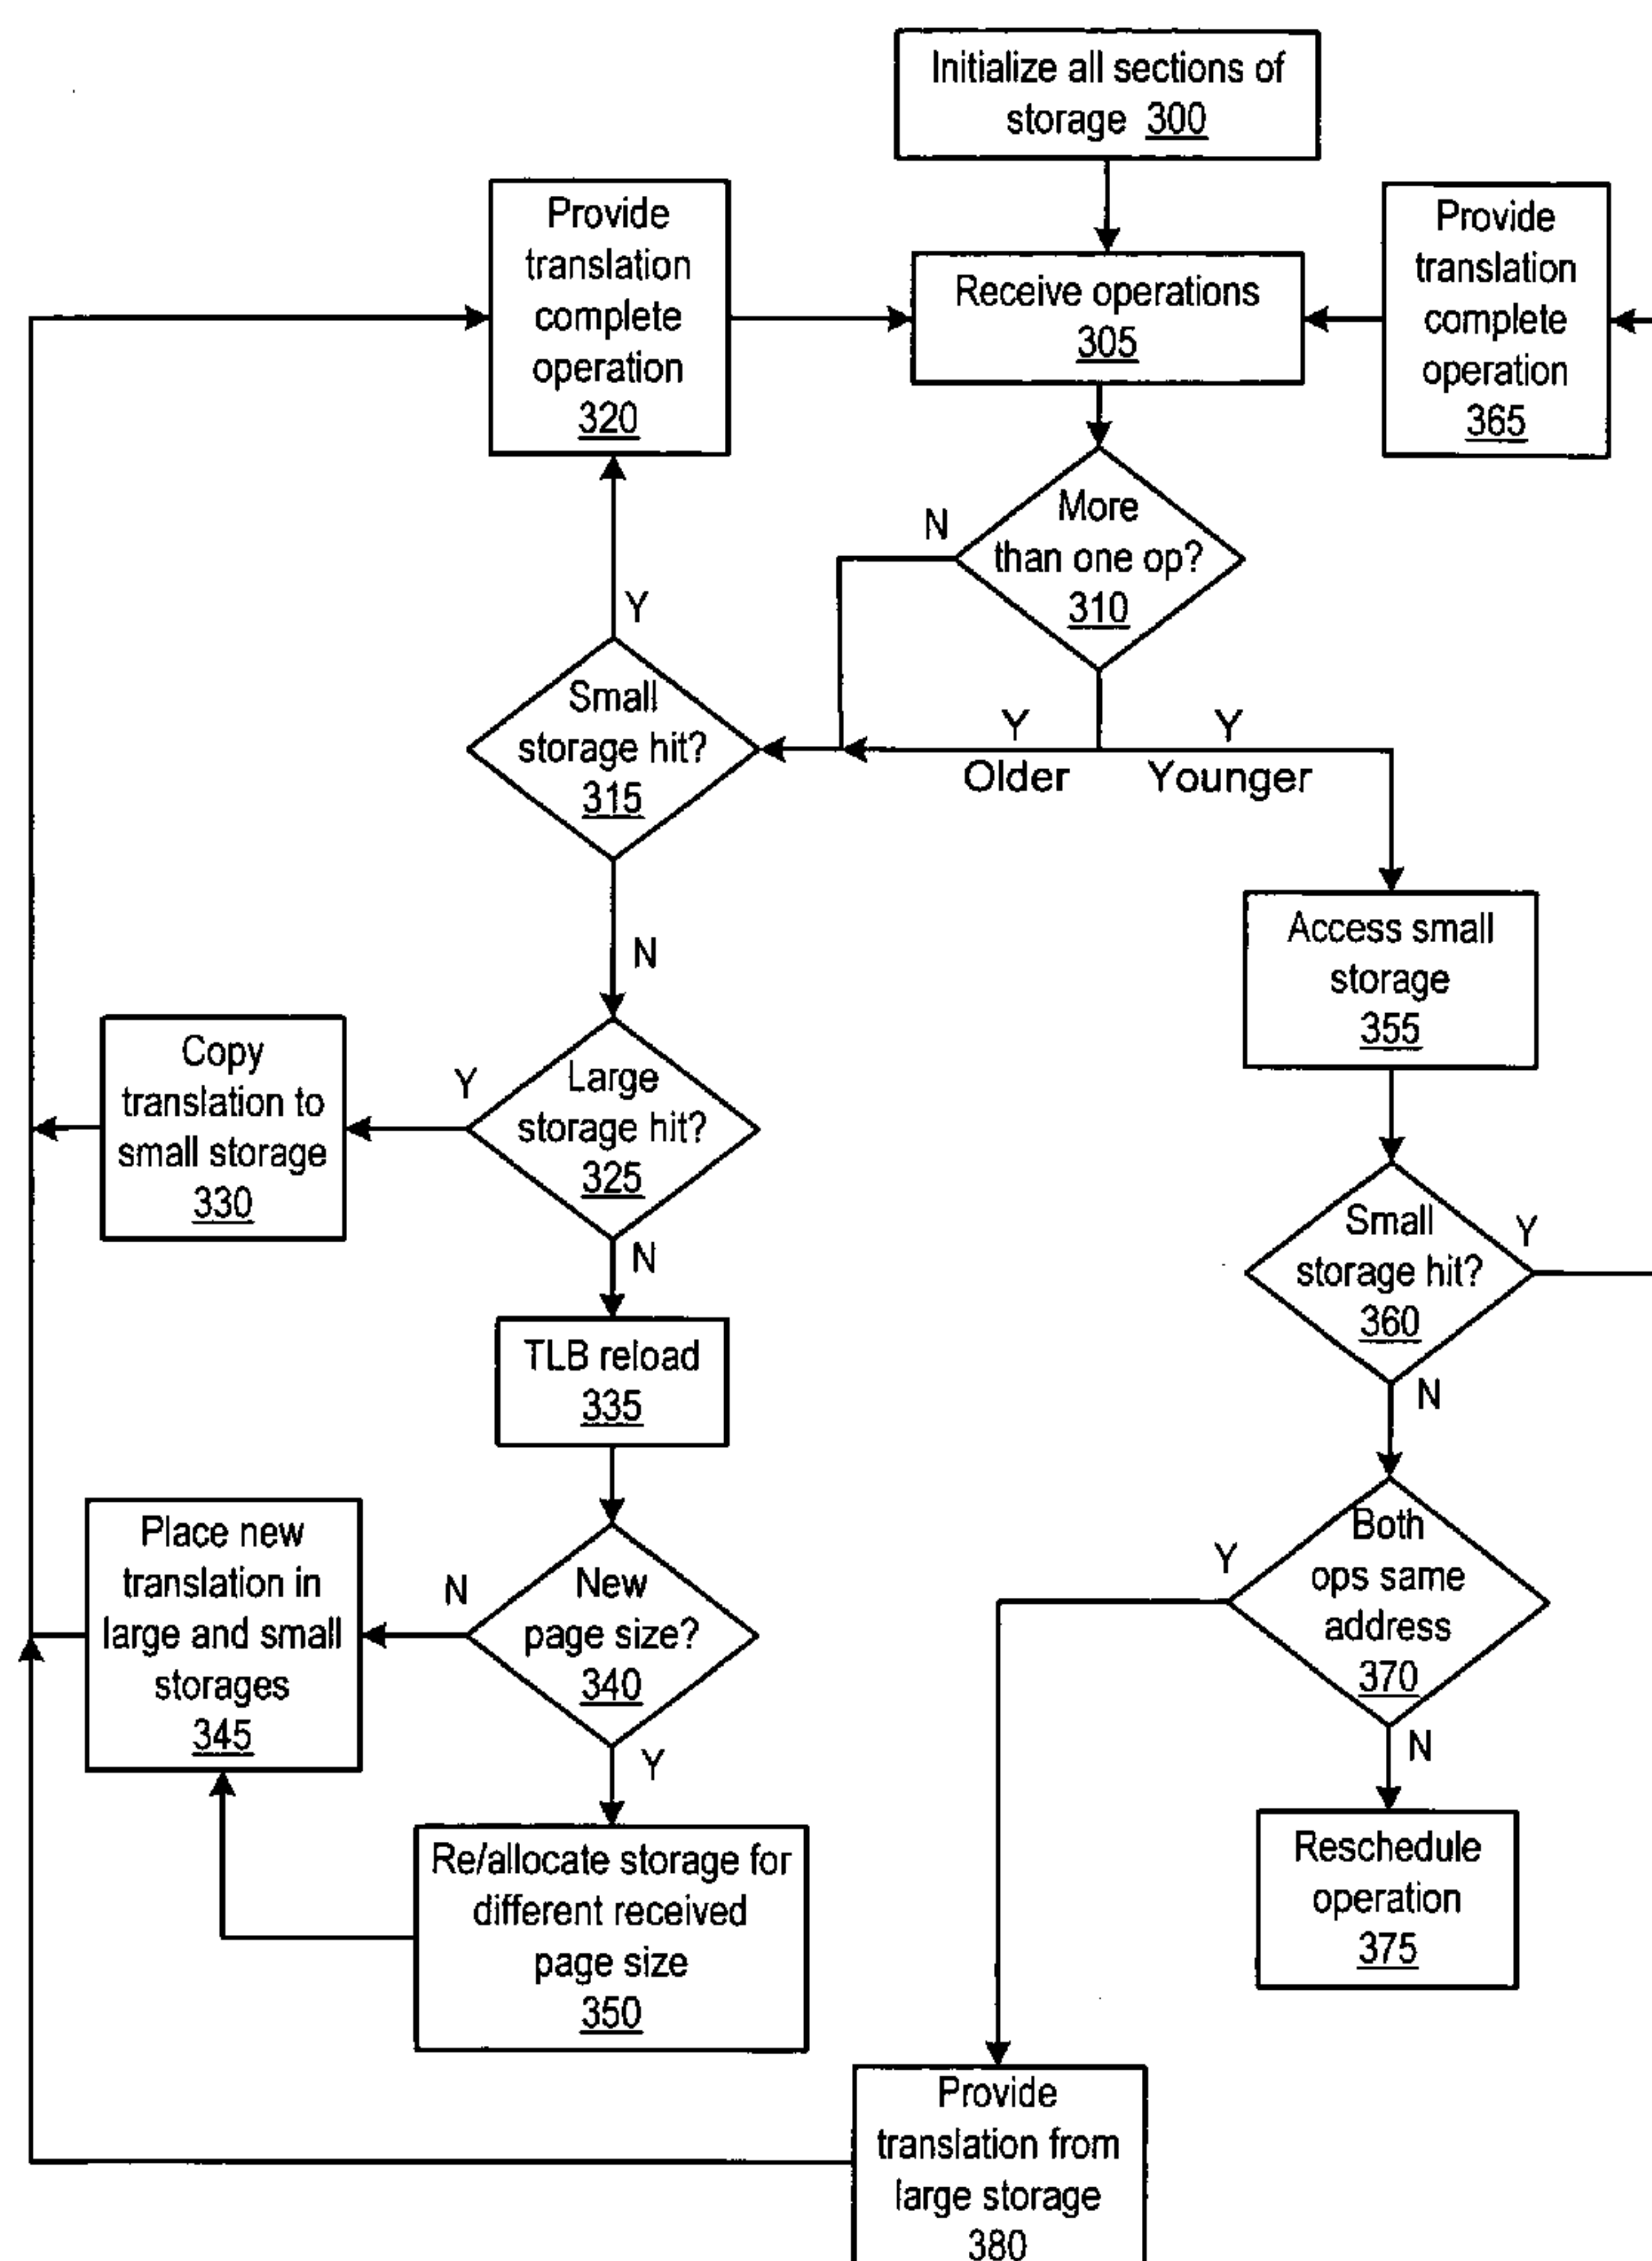 Initialize all sections of
storage 300
Provide
translation
complete
operation
320
Receive operations
305
Provide
translation
complete
operation
365
More
than one op?
310
N
Y
Small
storage hit?
315
Y
Y
Older
Younger
N
Access small
storage
355
Copy
translation to
small storage
330
Y
Large
storage hit?
325
N
Small
storage hit?
360
Y
N
TLB reload
335
Place new
translation in
large and small
storages
345
N
New
page size?
340
Y
Y
Both
ops same
address
370
N
Re/allocate storage for
different received
page size
350
Reschedule
operation
375
Provide
translation from
large storage
380